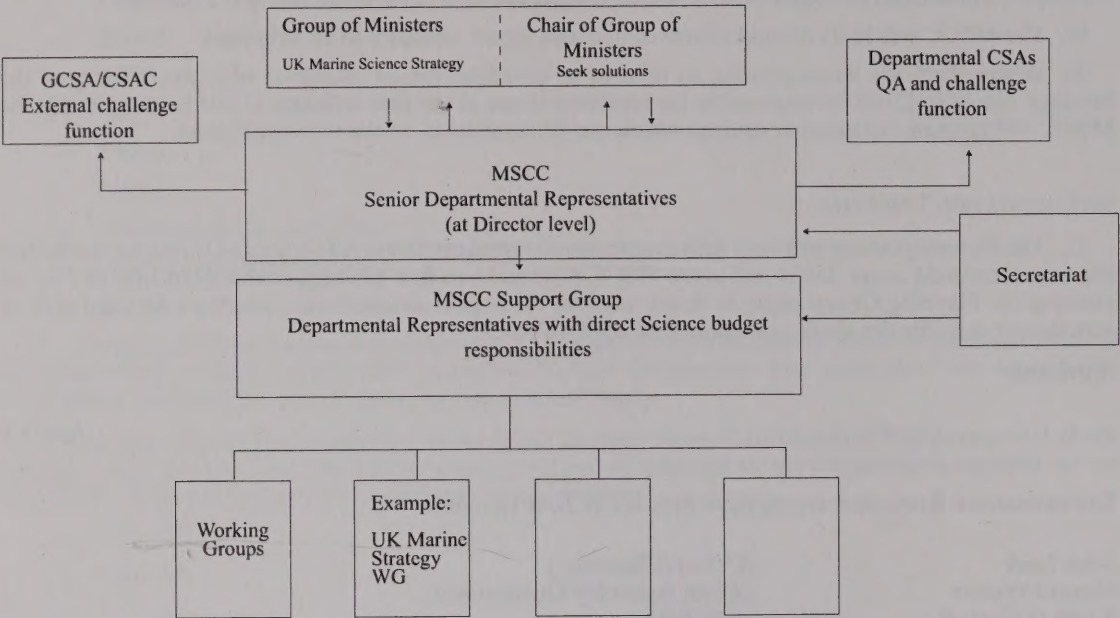 Group of Ministers
UK Marine Science Strategy
Chair of Group of
Ministers
Seek solutions
GCSA/CSAC
External challenge
function
Departmental CSAs
QA and challenge
function
MSCC
Senior Departmental Representatives
(at Director level)
Secretariat
MSCC Support Group
Departmental Representatives with direct Science budget
responsibilities
Working
Groups
Example:
UK Marine
Strategy
WG